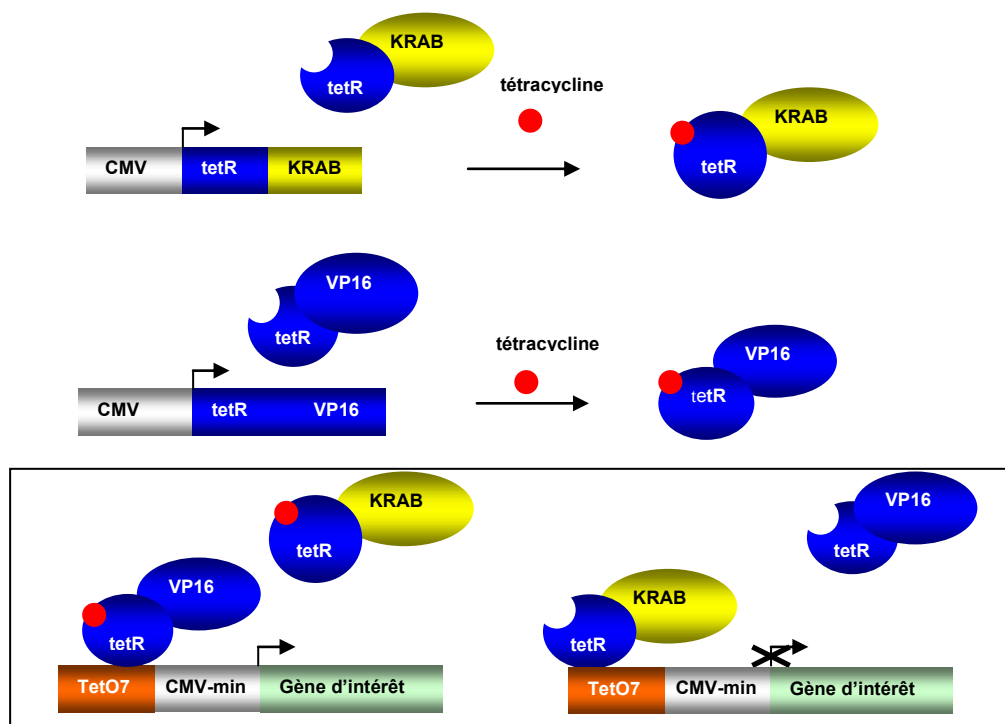 KRAB
tetR
tétracycline
KRAB
tetR
CMV tetR KRAB
VP16
tetR
tétracycline
VP16
tetR
CMV tetR VP16
KRAB
tetR
VP16
tetR
VP16
tetR
KRAB
tetR
TetO7 CMV-min Gène d’intérêt
TetO7 CMV-min Gène d’intérêt